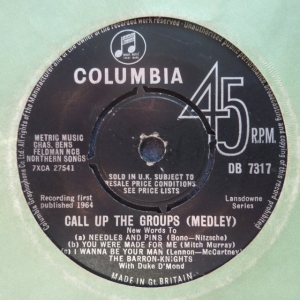 COLUMBIA
45
R.P.M.
METRIC MUSIC
CHAS. BENS
FELDMAN NCB
NORTHERN SONGS
7XCA 27541
SOLD IN U.K. SUBJECT TO
RESALE PRICE CONDITIONS,
SEE PRICE LISTS
DB 7317
Recording first
published 1964
Lansdowne
Series
CALL UP THE GROUPS (MEDLEY)
New Words To
(a) NEEDLES AND PINS (Bono—Nitzsche)
(b) YOU WERE MADE FOR ME (Mitch Murray)
(c) I WANNA BE YOUR MAN (Lennon—McCartney)
THE BARRON-KNIGHTS
With Duke D'Mond
MADE IN GT. BRITAIN